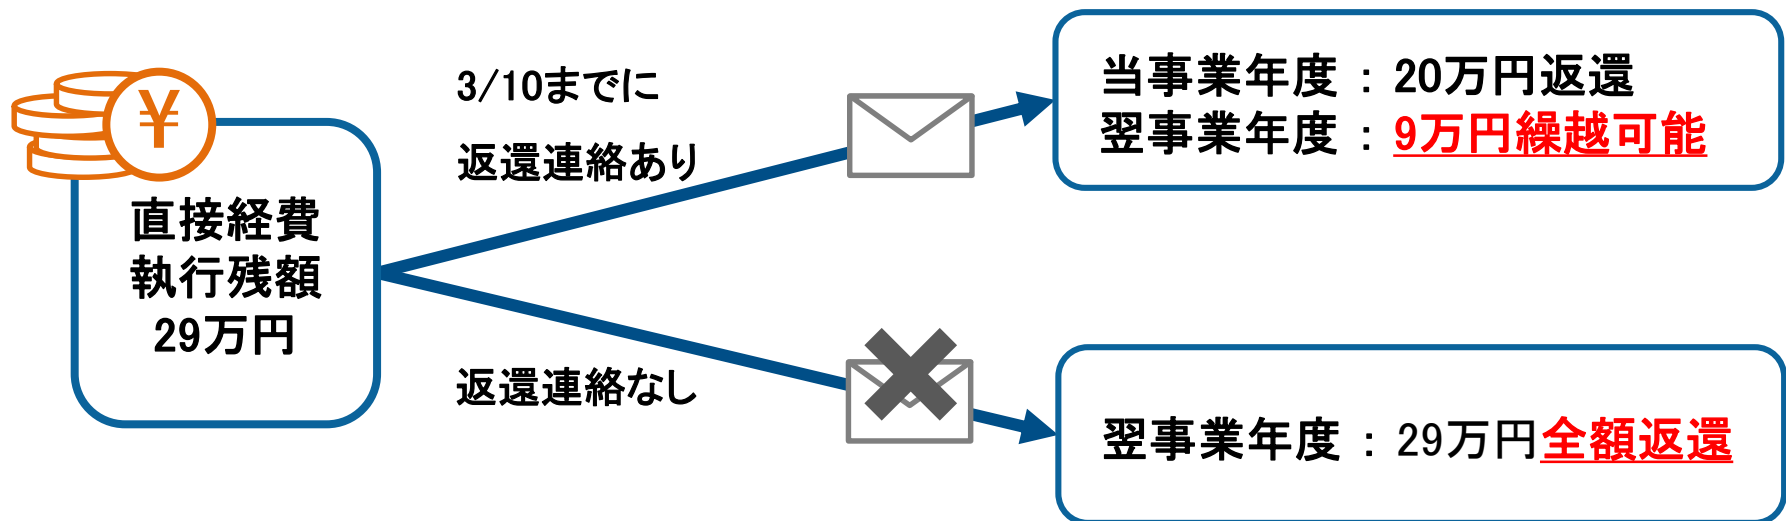 ¥
直接経費
執行残額
29万円
3/10までに
返還連絡あり
当事業年度 : 20万円返還
翌事業年度 : 9万円繰越可能
返還連絡なし
翌事業年度 : 29万円全額返還